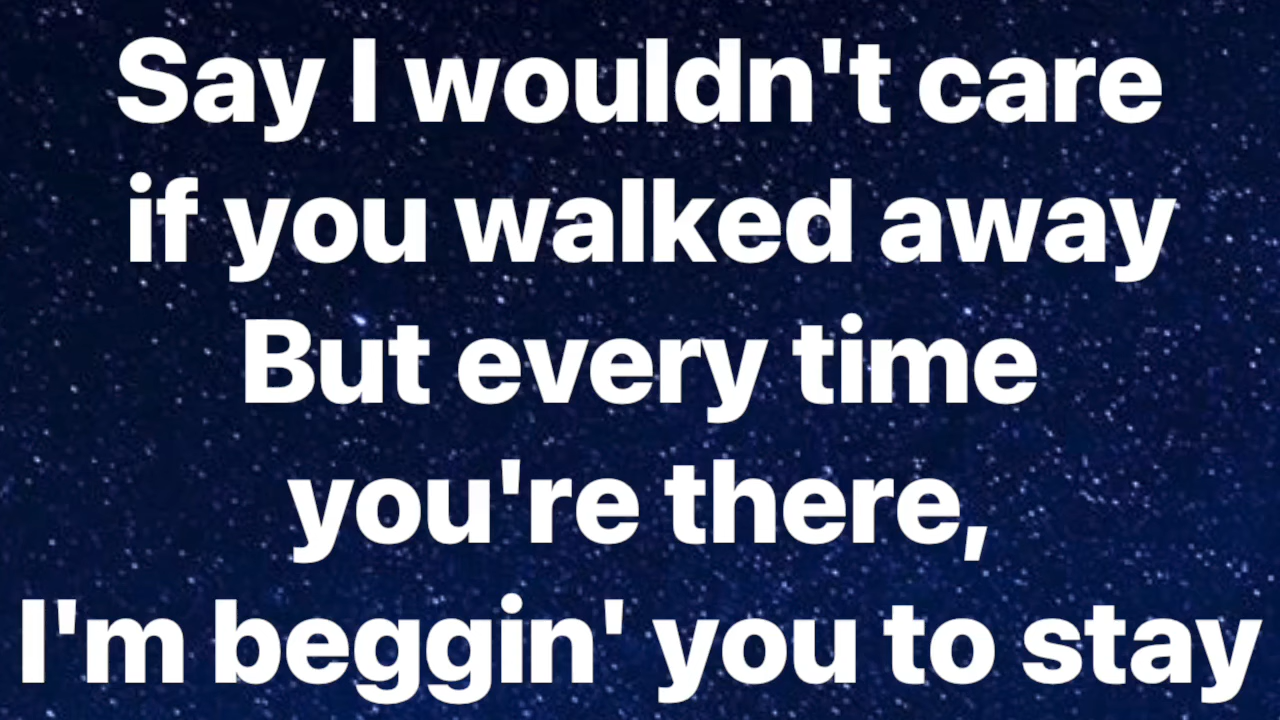 Say I wouldn't care
if you walked away
But every time
you're there,
I'm beggin' you to stay